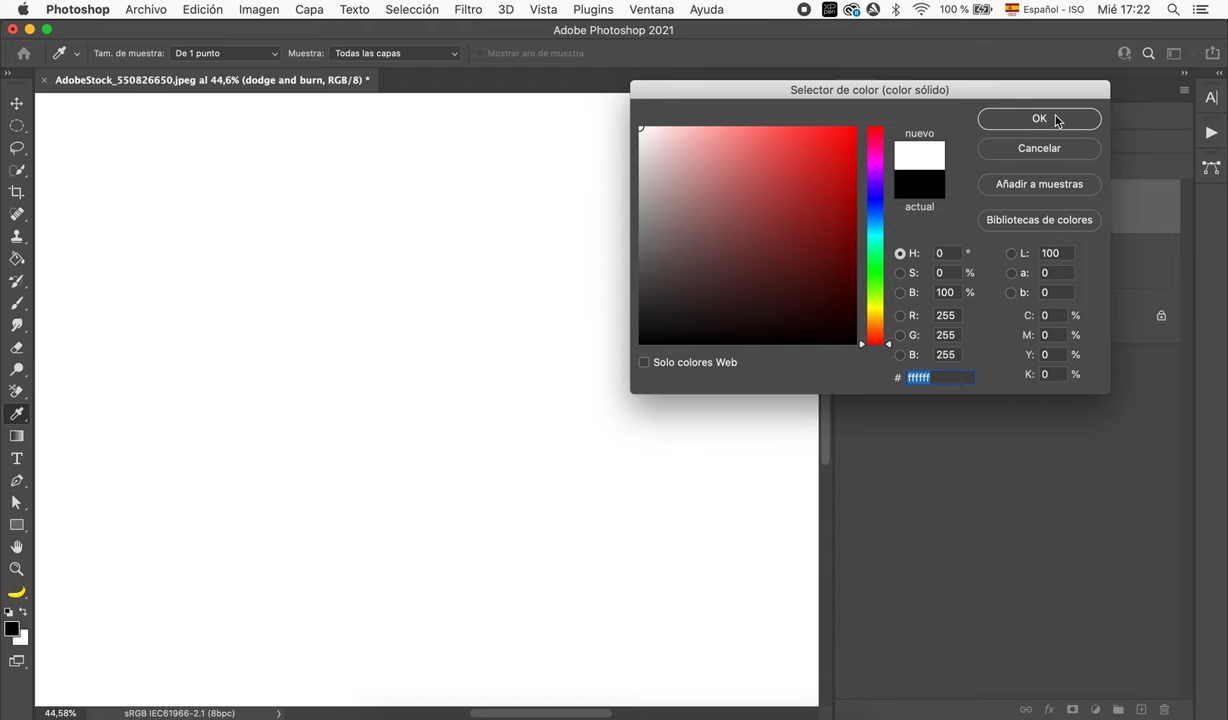 Photoshop Archivo Edición Imagen Capa Texto Selección Filtro 3D Vista Plugins Ventana Ayuda XP PEN 100 % Español - ISO Mié 17:22
Adobe Photoshop 2021
Tam. de muestra: De 1 punto Muestra: Todas las capas Mostrar aro de muestra
AdobeStock_550826650.jpeg al 44,6% (dodge and burn, RGB/8) *
Selector de color (color sólido)
OK
nuevo
Cancelar
Añadir a muestras
actual
Bibliotecas de colores
H: 0 ° L: 100
S: 0 % a: 0
B: 100 % b: 0
R: 255 C: 0 %
G: 255 M: 0 %
B: 255 Y: 0 %
Solo colores Web
# ffffff K: 0 %
44,58% sRGB IEC61966-2.1 (8bpc)